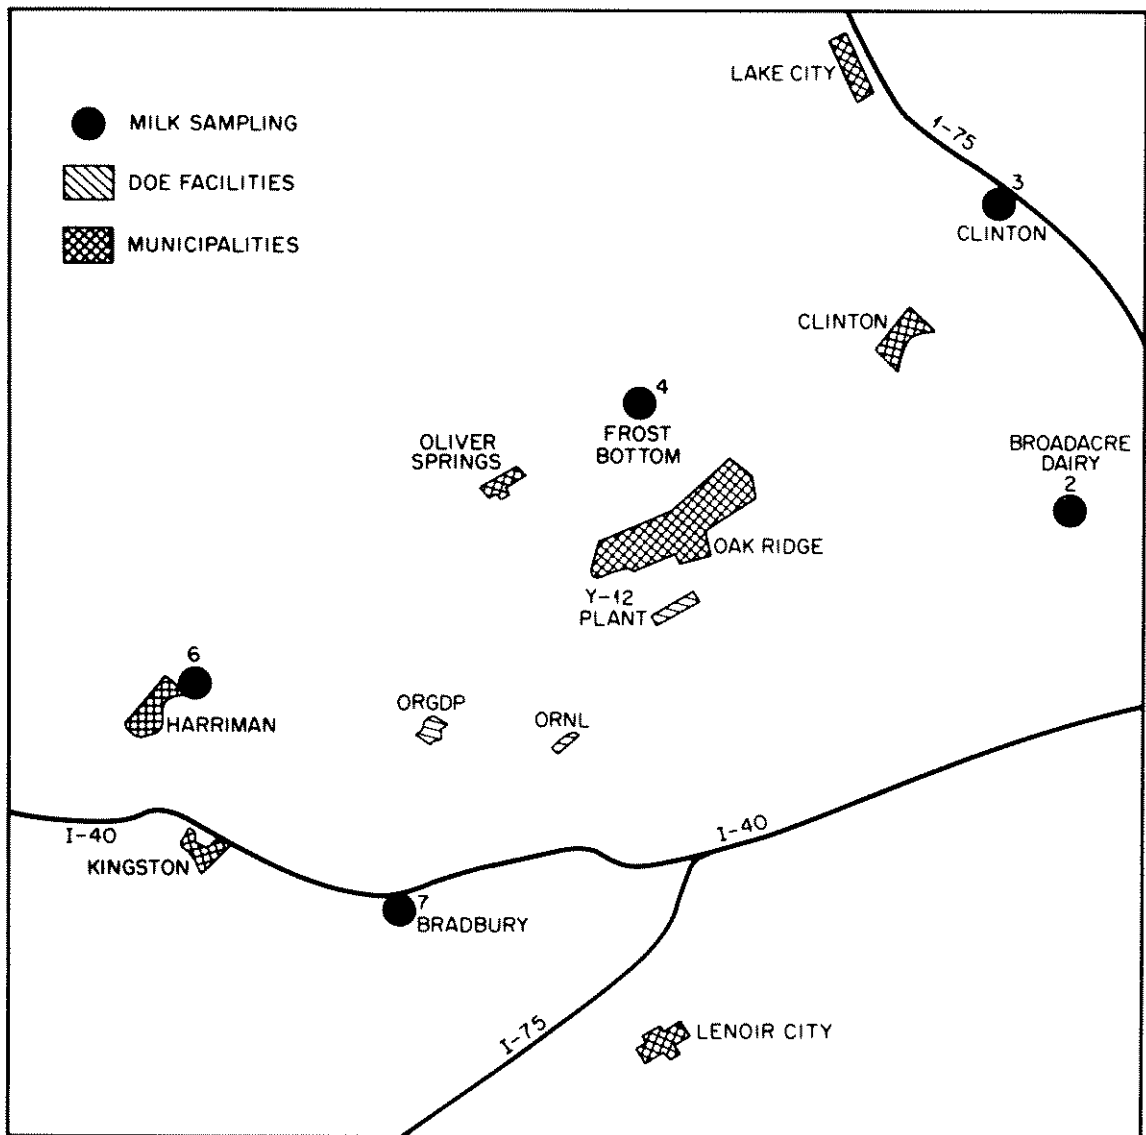 LAKE CITY
MILK SAMPLING
DOE FACILITIES
MUNICIPALITIES
I-75
3
CLINTON
CLINTON
4
FROST
BOTTOM
OLIVER
SPRINGS
BROADACRE
DAIRY
2
OAK RIDGE
Y-12
PLANT
6
HARRIMAN
ORGDP
ORNL
I-40
KINGSTON
I-40
7
BRADBURY
I-75
LENOIR CITY